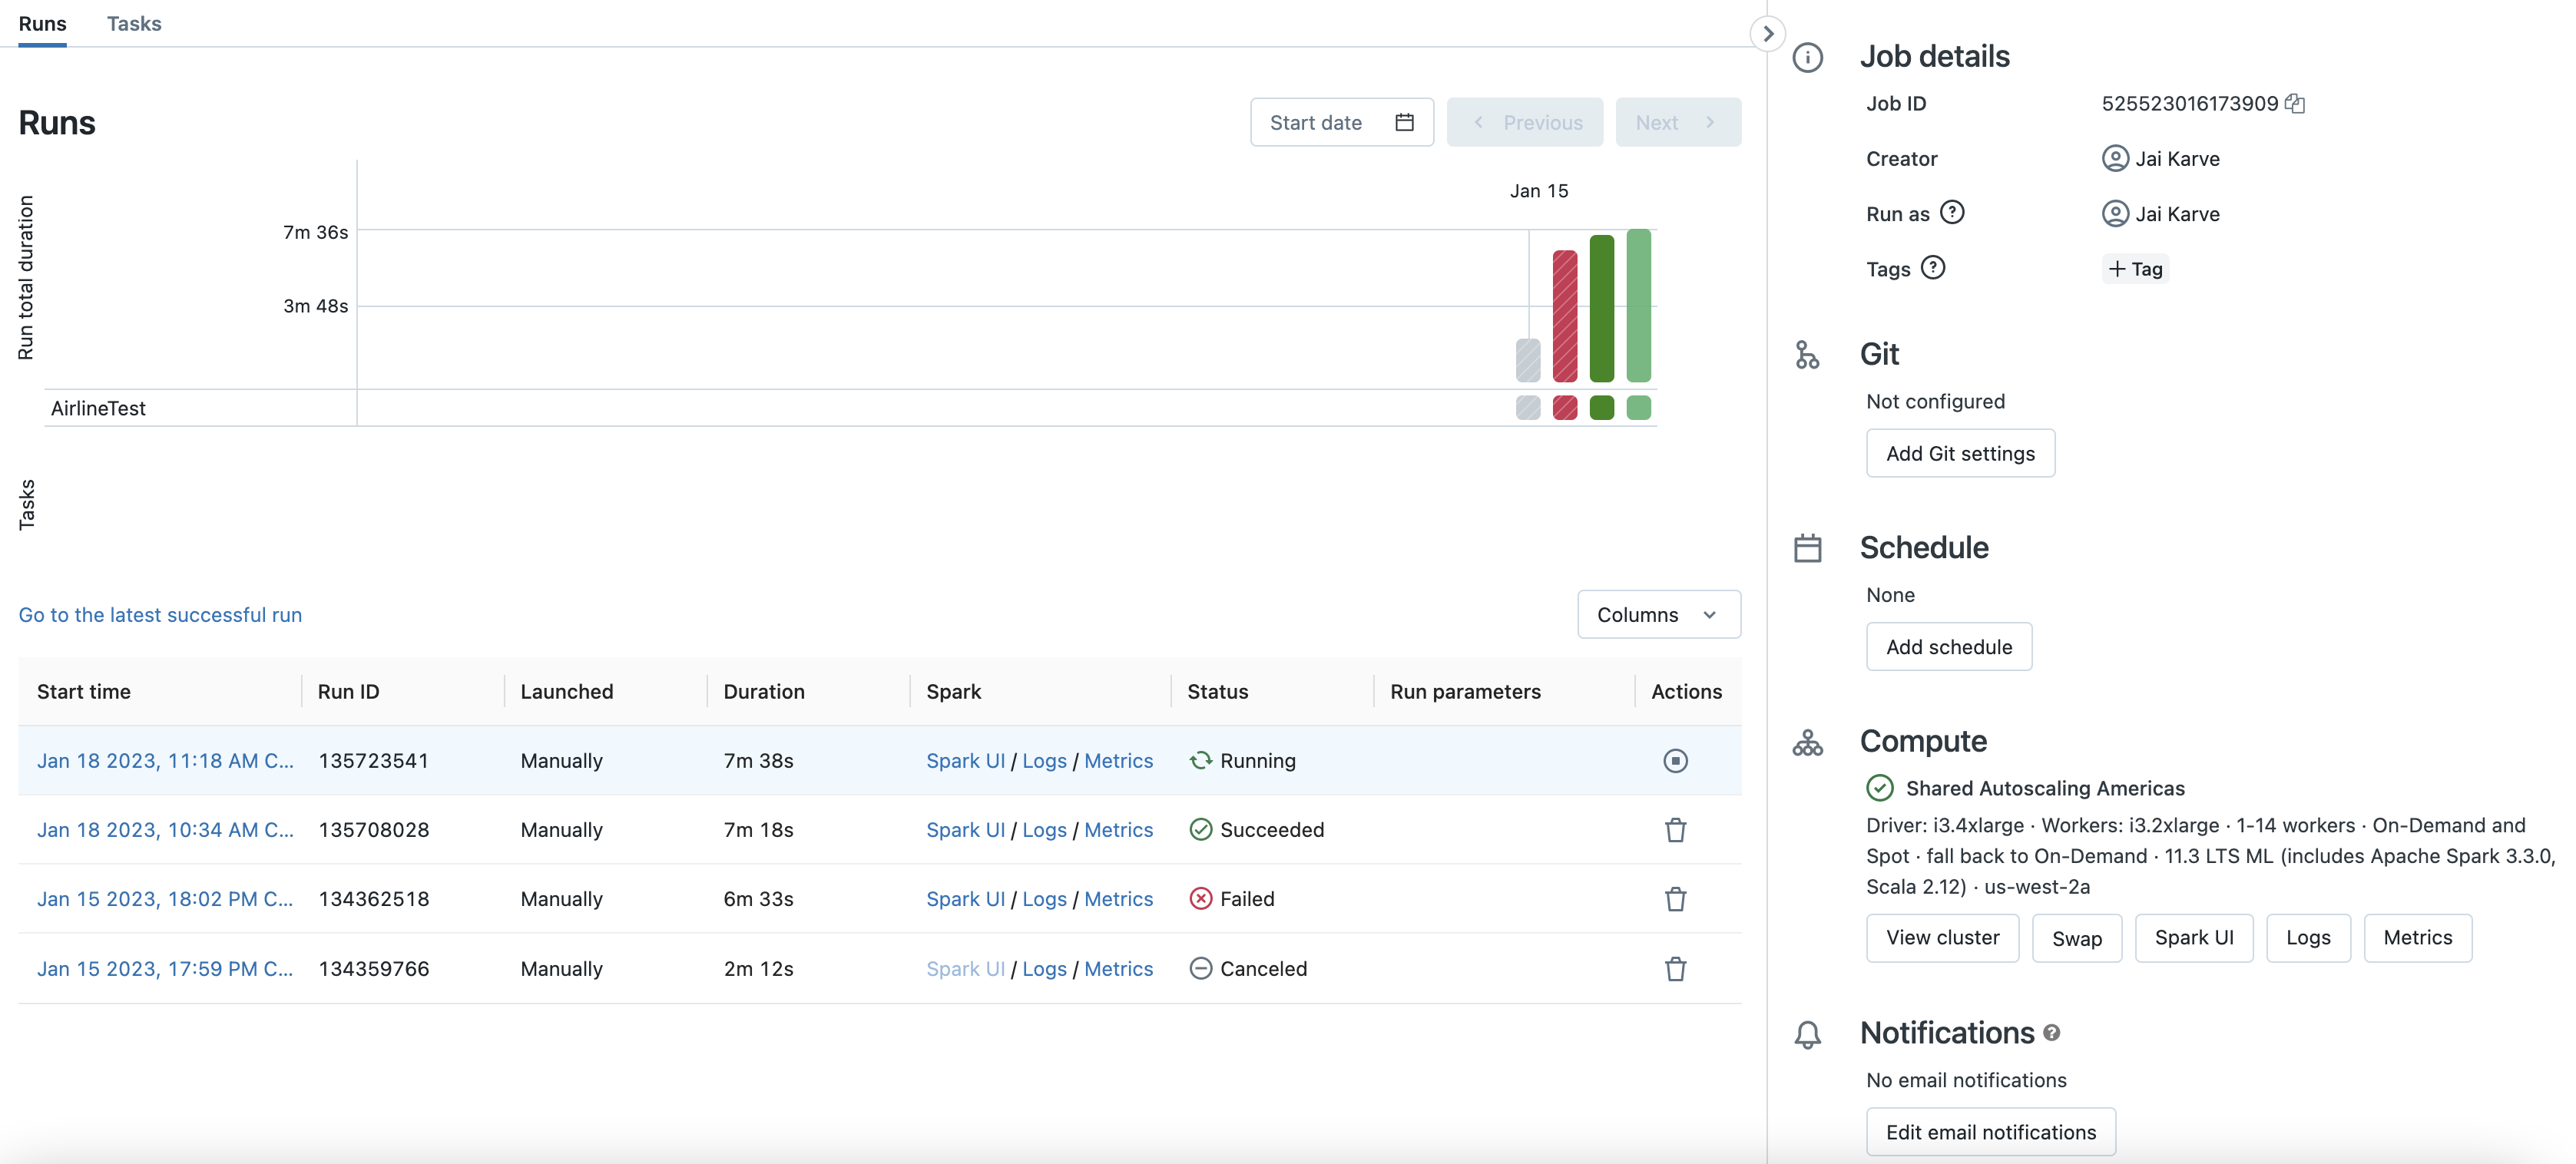 Runs Tasks
Runs
Start date Previous Next
Jan 15
Run total duration
7m 36s
3m 48s
AirlineTest
Tasks
Go to the latest successful run
Columns
Start time Run ID Launched Duration Spark Status Run parameters Actions
Jan 18 2023, 11:18 AM C... 135723541 Manually 7m 38s Spark UI / Logs / Metrics Running
Jan 18 2023, 10:34 AM C... 135708028 Manually 7m 18s Spark UI / Logs / Metrics Succeeded
Jan 15 2023, 18:02 PM C... 134362518 Manually 6m 33s Spark UI / Logs / Metrics Failed
Jan 15 2023, 17:59 PM C... 134359766 Manually 2m 12s Spark UI / Logs / Metrics Canceled
Job details
Job ID 525523016173909
Creator Jai Karve
Run as Jai Karve
Tags + Tag
Git
Not configured
Add Git settings
Schedule
None
Add schedule
Compute
Shared Autoscaling Americas
Driver: i3.4xlarge · Workers: i3.2xlarge · 1-14 workers · On-Demand and
Spot · fall back to On-Demand · 11.3 LTS ML (includes Apache Spark 3.3.0,
Scala 2.12) · us-west-2a
View cluster Swap Spark UI Logs Metrics
Notifications
No email notifications
Edit email notifications